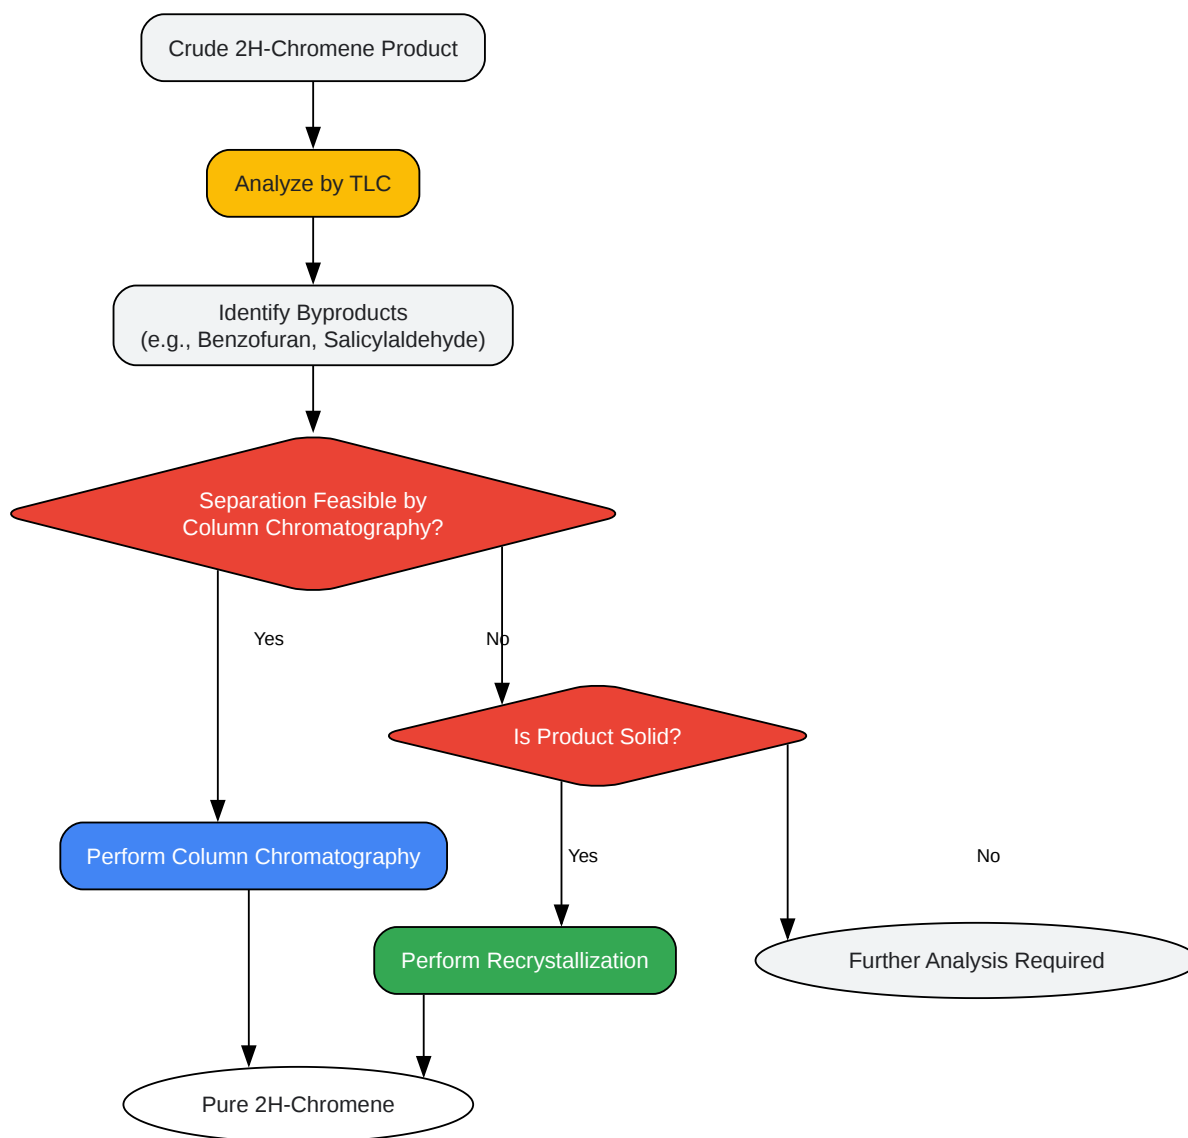 Crude 2H-Chromene Product
Analyze by TLC
Identify Byproducts
(e.g., Benzofuran, Salicylaldehyde)
Separation Feasible by
Column Chromatography?
Yes
No
Is Product Solid?
Perform Column Chromatography
Yes
No
Perform Recrystallization
Further Analysis Required
Pure 2H-Chromene